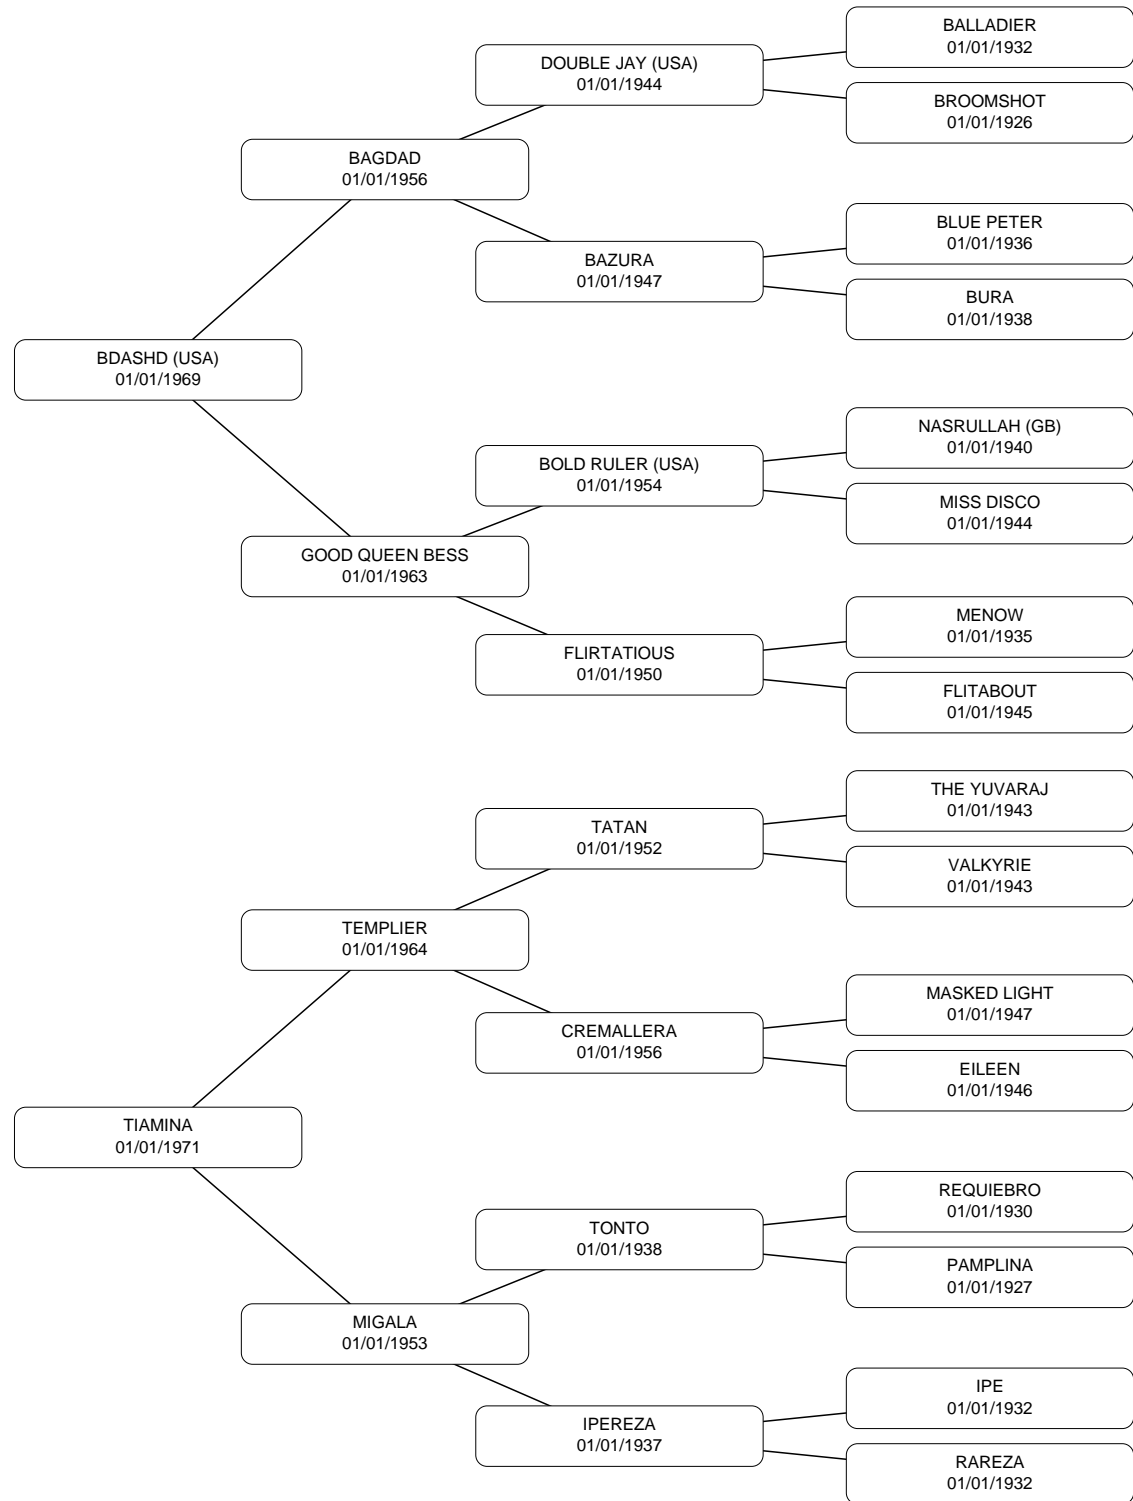 BALLADIER
01/01/1932
DOUBLE JAY (USA)
01/01/1944
BROOMSHOT
01/01/1926
BAGDAD
01/01/1956
BLUE PETER
01/01/1936
BAZURA
01/01/1947
BURA
01/01/1938
BDASHD (USA)
01/01/1969
NASRULLAH (GB)
01/01/1940
BOLD RULER (USA)
01/01/1954
MISS DISCO
01/01/1944
GOOD QUEEN BESS
01/01/1963
MENOW
01/01/1935
FLIRTATIOUS
01/01/1950
FLITABOUT
01/01/1945
THE YUVARAJ
01/01/1943
TATAN
01/01/1952
VALKYRIE
01/01/1943
TEMPLIER
01/01/1964
MASKED LIGHT
01/01/1947
CREMALLERA
01/01/1956
EILEEN
01/01/1946
TIAMINA
01/01/1971
REQUIEBRO
01/01/1930
TONTO
01/01/1938
PAMPLINA
01/01/1927
MIGALA
01/01/1953
IPE
01/01/1932
IPEREZA
01/01/1937
RAREZA
01/01/1932